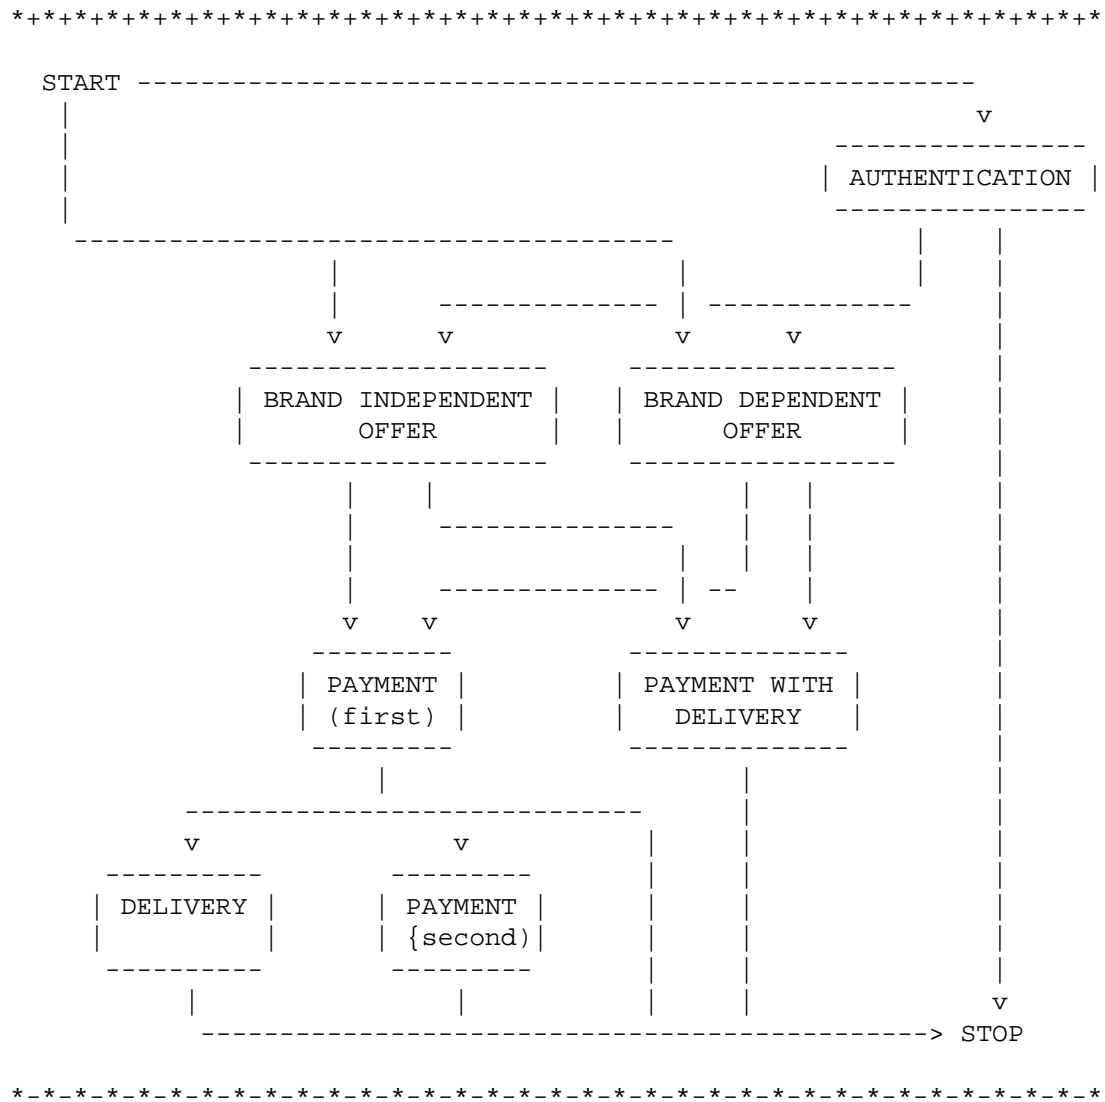 *+*+*+*+*+*+*+*+*+*+*+*+*+*+*+*+*+*+*+*+*+*+*+*+*+*+*+*+*+*+*+*+*+*+*
START
v
AUTHENTICATION
v v v v
BRAND INDEPENDENT BRAND DEPENDENT
OFFER OFFER
v v v v
PAYMENT PAYMENT WITH
(first) DELIVERY
v v
DELIVERY PAYMENT
{second)
v
> STOP
*-*-*-*-*-*-*-*-*-*-*-*-*-*-*-*-*-*-*-*-*-*-*-*-*-*-*-*-*-*-*-*-*-*-*